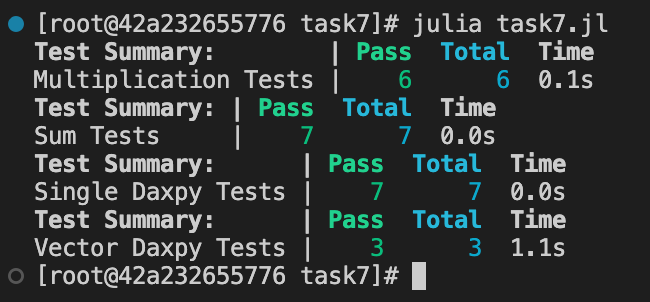 [root@42a232655776 task7]# julia task7.jl
Test Summary:        | Pass  Total  Time
Multiplication Tests |    6      6  0.1s
Test Summary: | Pass  Total  Time
Sum Tests     |    7      7  0.0s
Test Summary:      | Pass  Total  Time
Single Daxpy Tests |    7      7  0.0s
Test Summary:      | Pass  Total  Time
Vector Daxpy Tests |    3      3  1.1s
[root@42a232655776 task7]#